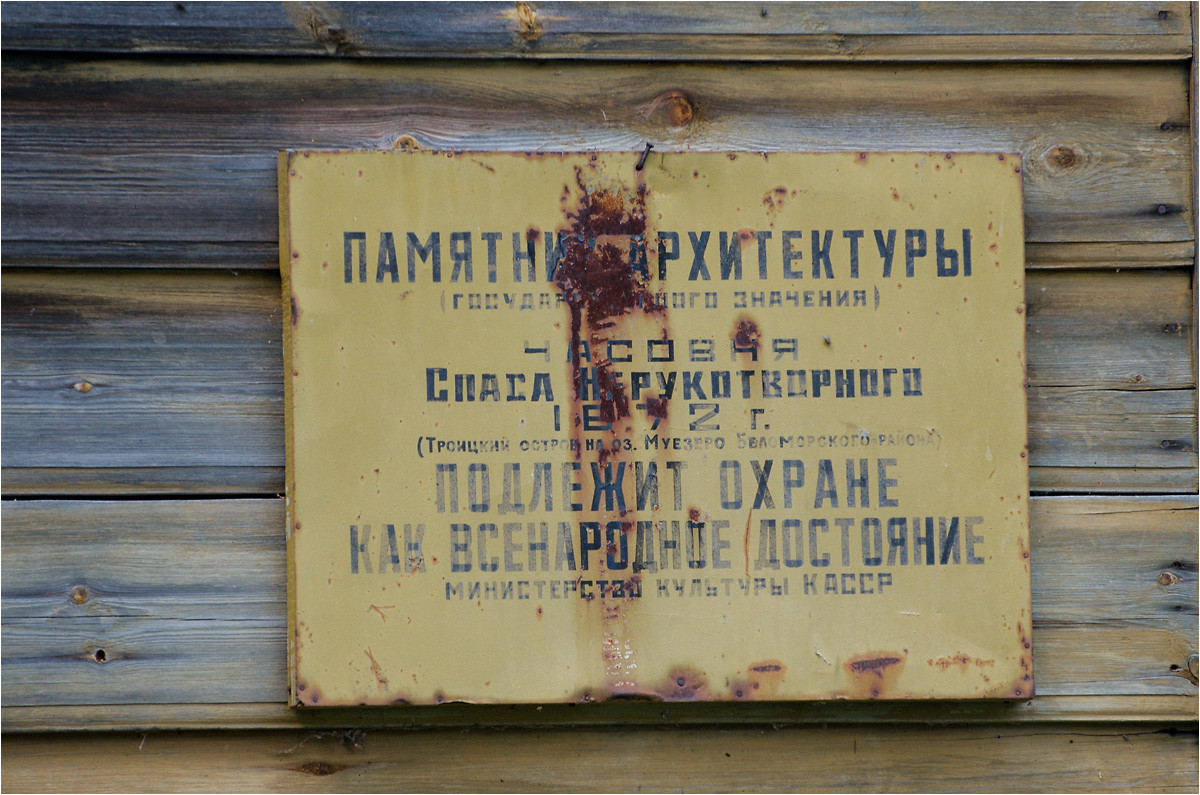 ПАМЯТНИК АРХИТЕКТУРЫ
(ГОСУДАРСТВЕННОГО ЗНАЧЕНИЯ)
ЧАСОВНЯ
СПАСА НЕРУКОТВОРНОГО
1872 г.
(ТРОИЦКИЙ ОСТРОВ НА ОЗ. МУЕЗЕРО БЕЛОМОРСКОГО РАЙОНА)
ПОДЛЕЖИТ ОХРАНЕ
КАК ВСЕНАРОДНОЕ ДОСТОЯНИЕ
МИНИСТЕРСТВО КУЛЬТУРЫ КАССР